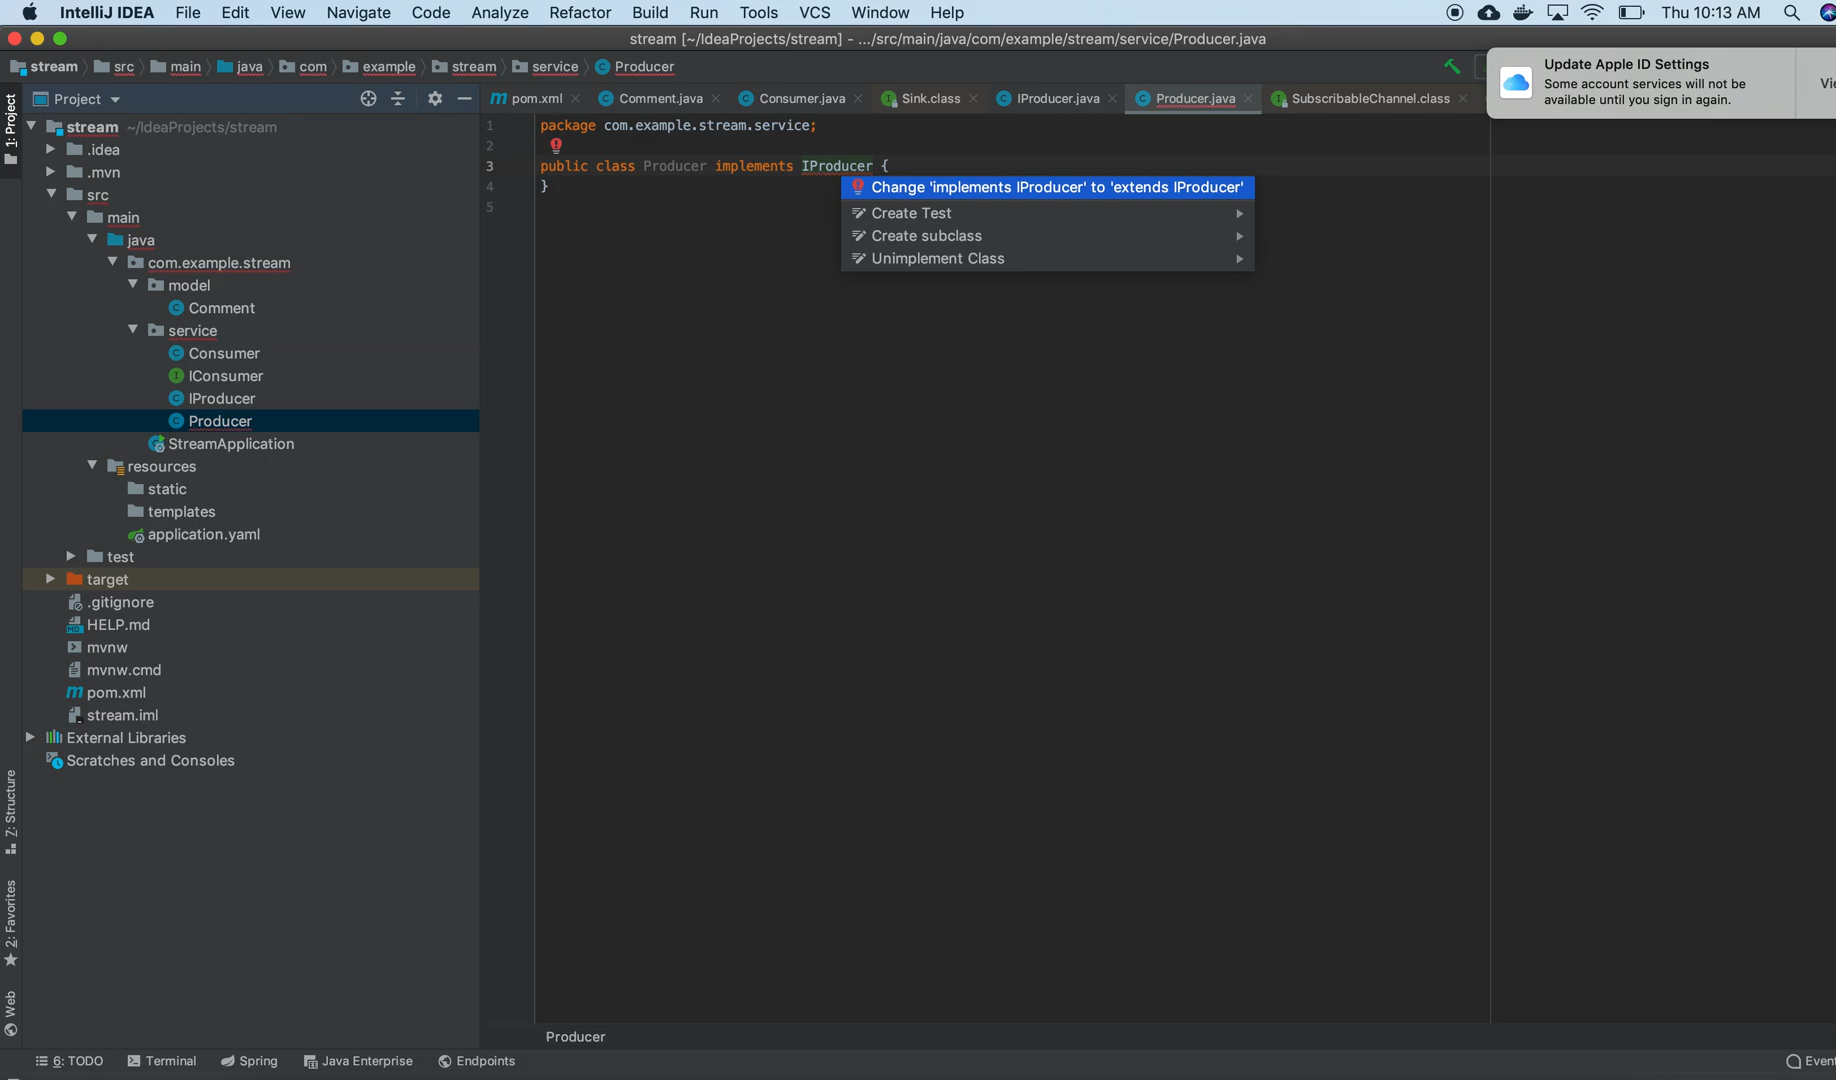 IntelliJ IDEA File Edit View Navigate Code Analyze Refactor Build Run Tools VCS Window Help Thu 10:13 AM
stream [~/IdeaProjects/stream] - .../src/main/java/com/example/stream/service/Producer.java
stream src main java com example stream service Producer
Update Apple ID Settings
Some account services will not be
available until you sign in again.
Project
pom.xml Comment.java Consumer.java Sink.class IProducer.java Producer.java SubscribableChannel.class
1: Project
stream ~/IdeaProjects/stream
.idea
.mvn
src
main
java
com.example.stream
model
Comment
service
Consumer
IConsumer
IProducer
Producer
StreamApplication
resources
static
templates
application.yaml
test
target
.gitignore
HELP.md
mvnw
mvnw.cmd
pom.xml
stream.iml
External Libraries
Scratches and Consoles
1 package com.example.stream.service;
2
3 public class Producer implements IProducer {
4 }
5
Change 'implements IProducer' to 'extends IProducer'
Create Test
Create subclass
Unimplement Class
Z: Structure
2: Favorites
Web
Producer
6: TODO Terminal Spring Java Enterprise Endpoints